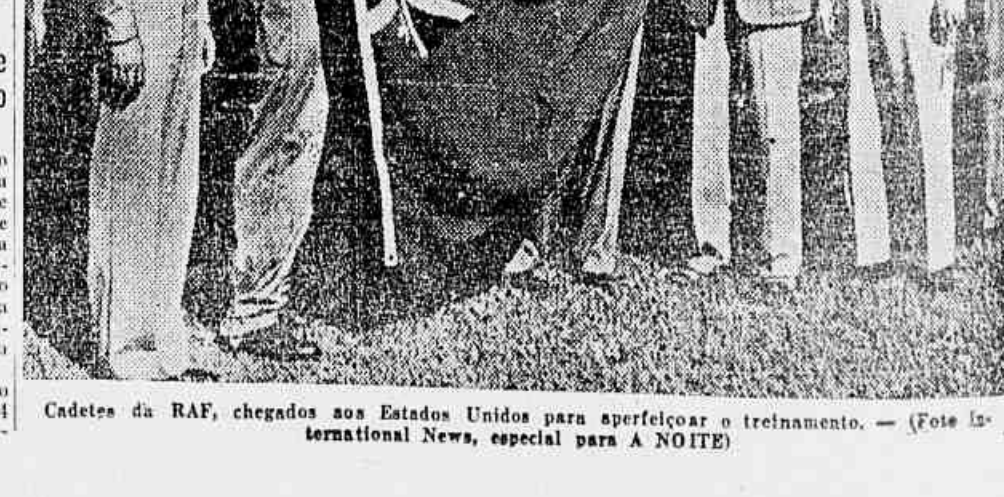 Cadetes da RAF, chegados aos Estados Unidos para aperfeiçoar o treinamento. — (Foto In-
ternational News, especial para A NOITE)